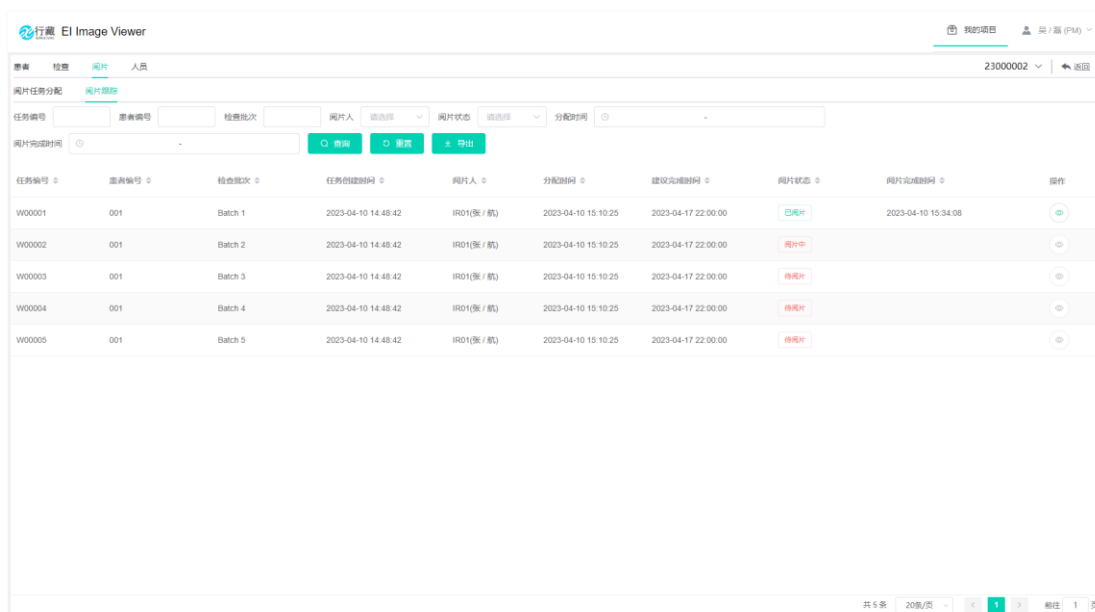 行藏 EI Image Viewer 我的项目 吴 / 磊 (PM)
患者 检查 阅片 人员 23000002 返回
阅片任务分配 阅片跟踪
任务编号 患者编号 检查批次 阅片人 请选择 阅片状态 请选择 分配时间 -
阅片完成时间 - 查询 重置 导出
任务编号 患者编号 检查批次 任务创建时间 阅片人 分配时间 建议完成时间 阅片状态 阅片完成时间 操作
W00001 001 Batch 1 2023-04-10 14:48:42 IR01(张 / 航) 2023-04-10 15:10:25 2023-04-17 22:00:00 已阅片 2023-04-10 15:34:08
W00002 001 Batch 2 2023-04-10 14:48:42 IR01(张 / 航) 2023-04-10 15:10:25 2023-04-17 22:00:00 阅片中
W00003 001 Batch 3 2023-04-10 14:48:42 IR01(张 / 航) 2023-04-10 15:10:25 2023-04-17 22:00:00 待阅片
W00004 001 Batch 4 2023-04-10 14:48:42 IR01(张 / 航) 2023-04-10 15:10:25 2023-04-17 22:00:00 待阅片
W00005 001 Batch 5 2023-04-10 14:48:42 IR01(张 / 航) 2023-04-10 15:10:25 2023-04-17 22:00:00 待阅片
共 5 条 20条/页 < 1 > 前往 1 页